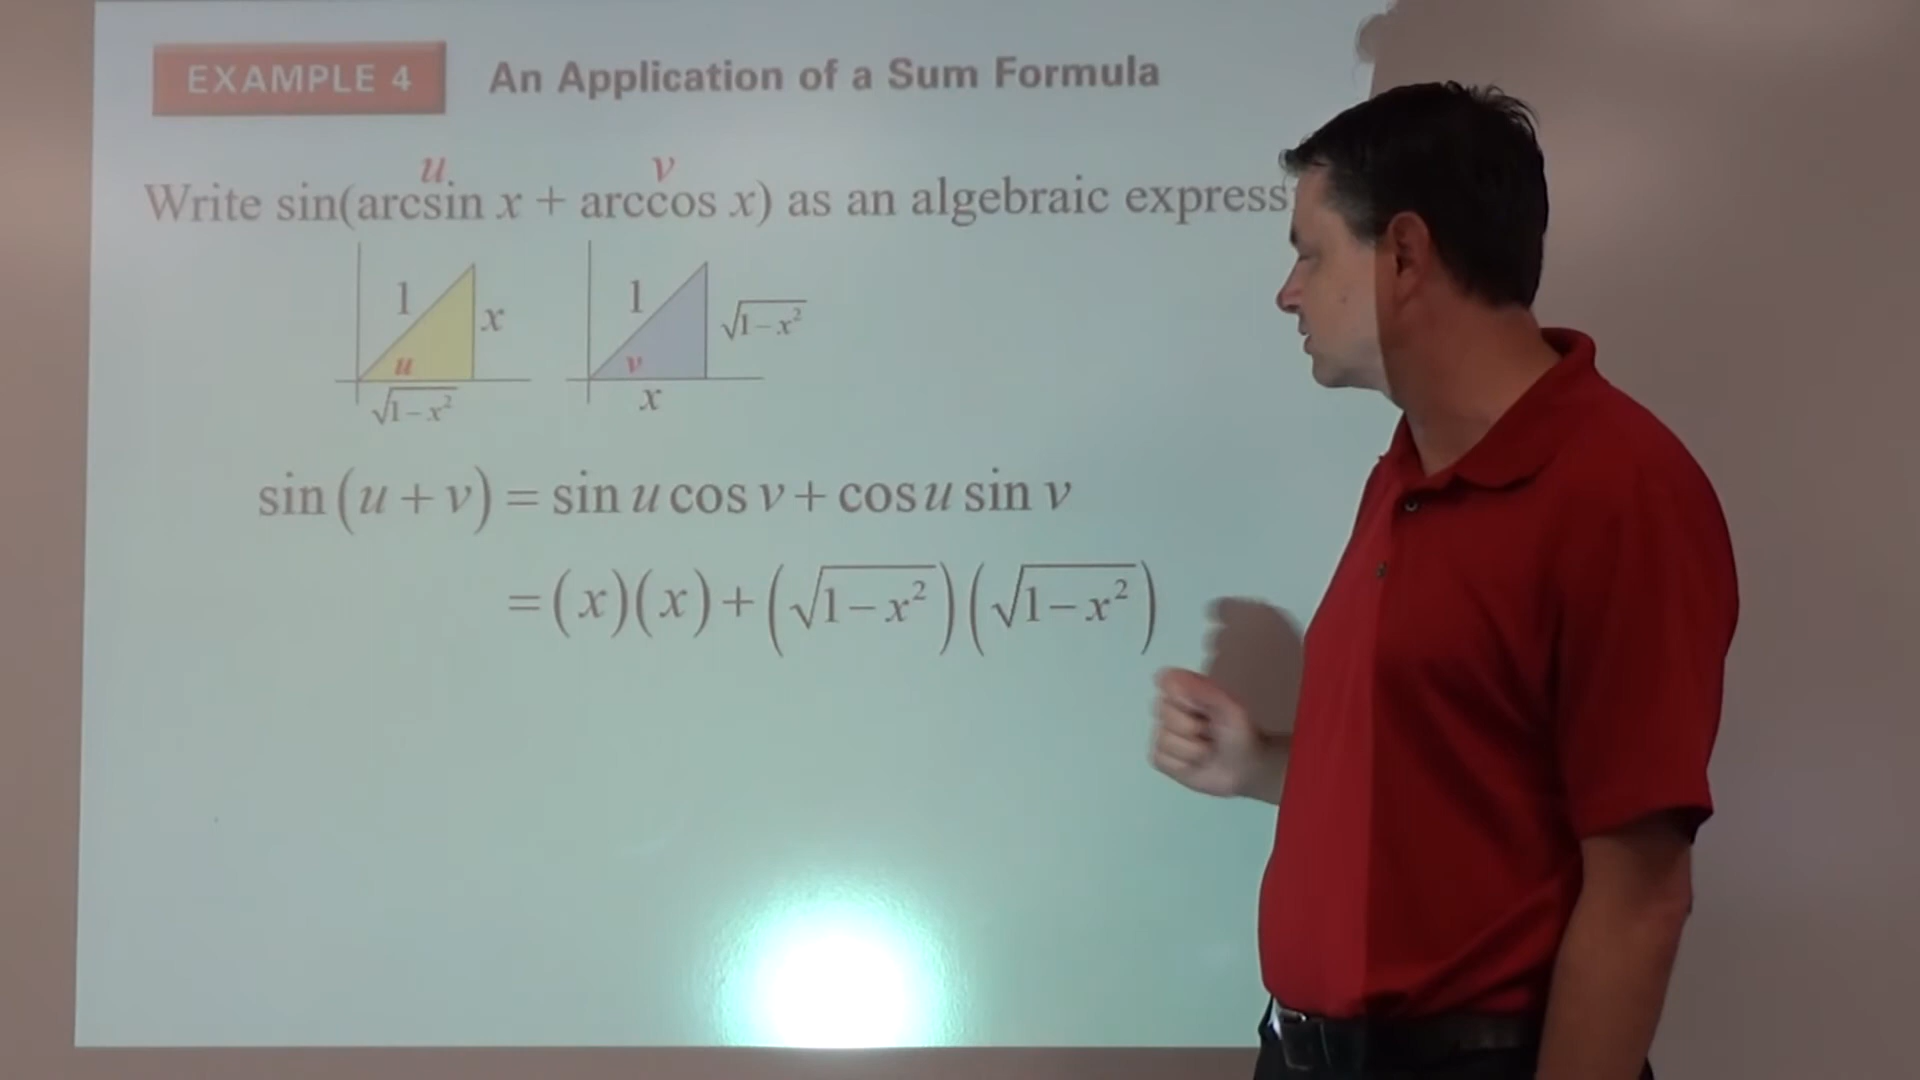 EXAMPLE 4 An Application of a Sum Formula
u v
Write sin(arcsin x + arccos x) as an algebraic express
1 x 1 √1−x²
u v
√1−x² x
sin(u + v) = sin u cos v + cos u sin v
= (x)(x) + (√1−x²)(√1−x²)